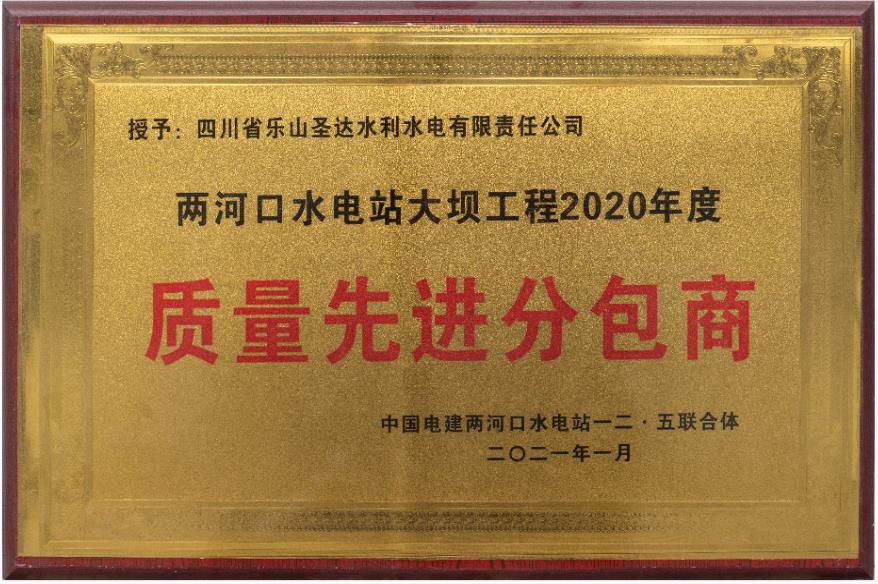 授予：四川省乐山圣达水利水电有限责任公司
两河口水电站大坝工程2020年度
质量先进分包商
中国电建两河口水电站一二·五联合体
二〇二一年一月